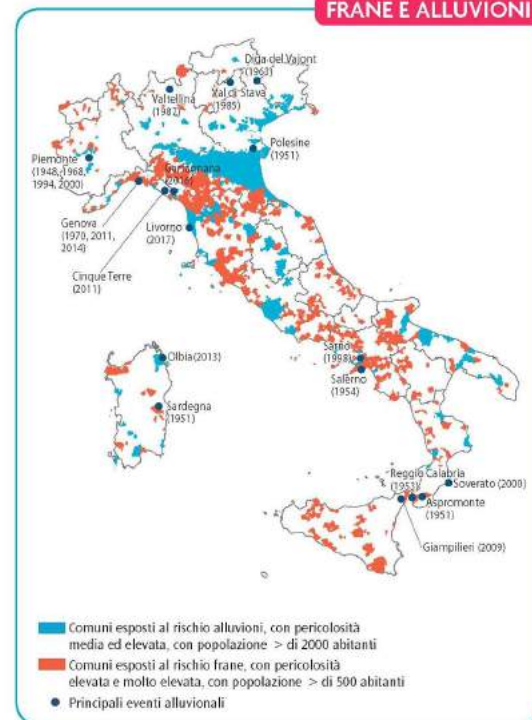 FRANE E ALLUVIONI
Diga del Vajont
(1963)
Valtellina
(1987)
Val di Stava
(1985)
Polesine
(1951)
Piemonte
(1948, 1968,
1994, 2000)
Genova
(1970, 2011,
2014)
Livorno
(2017)
Cinque Terre
(2011)
Olbia (2013)
Sardegna
(1951)
Sarno
(1998)
Salerno
(1954)
Reggio Calabria
Soverato (2000)
Aspromonte
(1951)
Giampilieri (2009)
Comuni esposti al rischio alluvioni, con pericolosità
media ed elevata, con popolazione > di 2000 abitanti
Comuni esposti al rischio frane, con pericolosità
elevata e molto elevata, con popolazione > di 500 abitanti
Principali eventi alluvionali